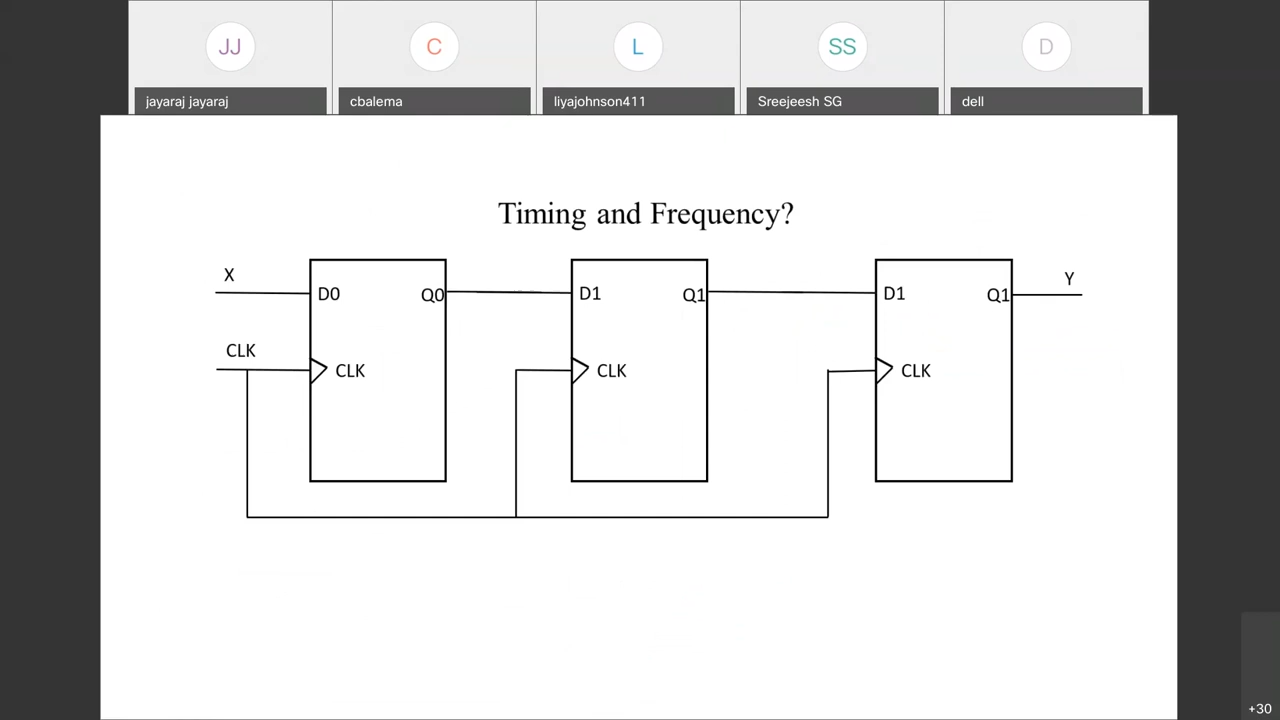 JJ
C
L
SS
D
jayaraj jayaraj
cbalema
liyajohnson411
Sreejeesh SG
dell
Timing and Frequency?
X
D0
Q0
D1
Q1
D1
Q1
Y
CLK
CLK
CLK
CLK
+30